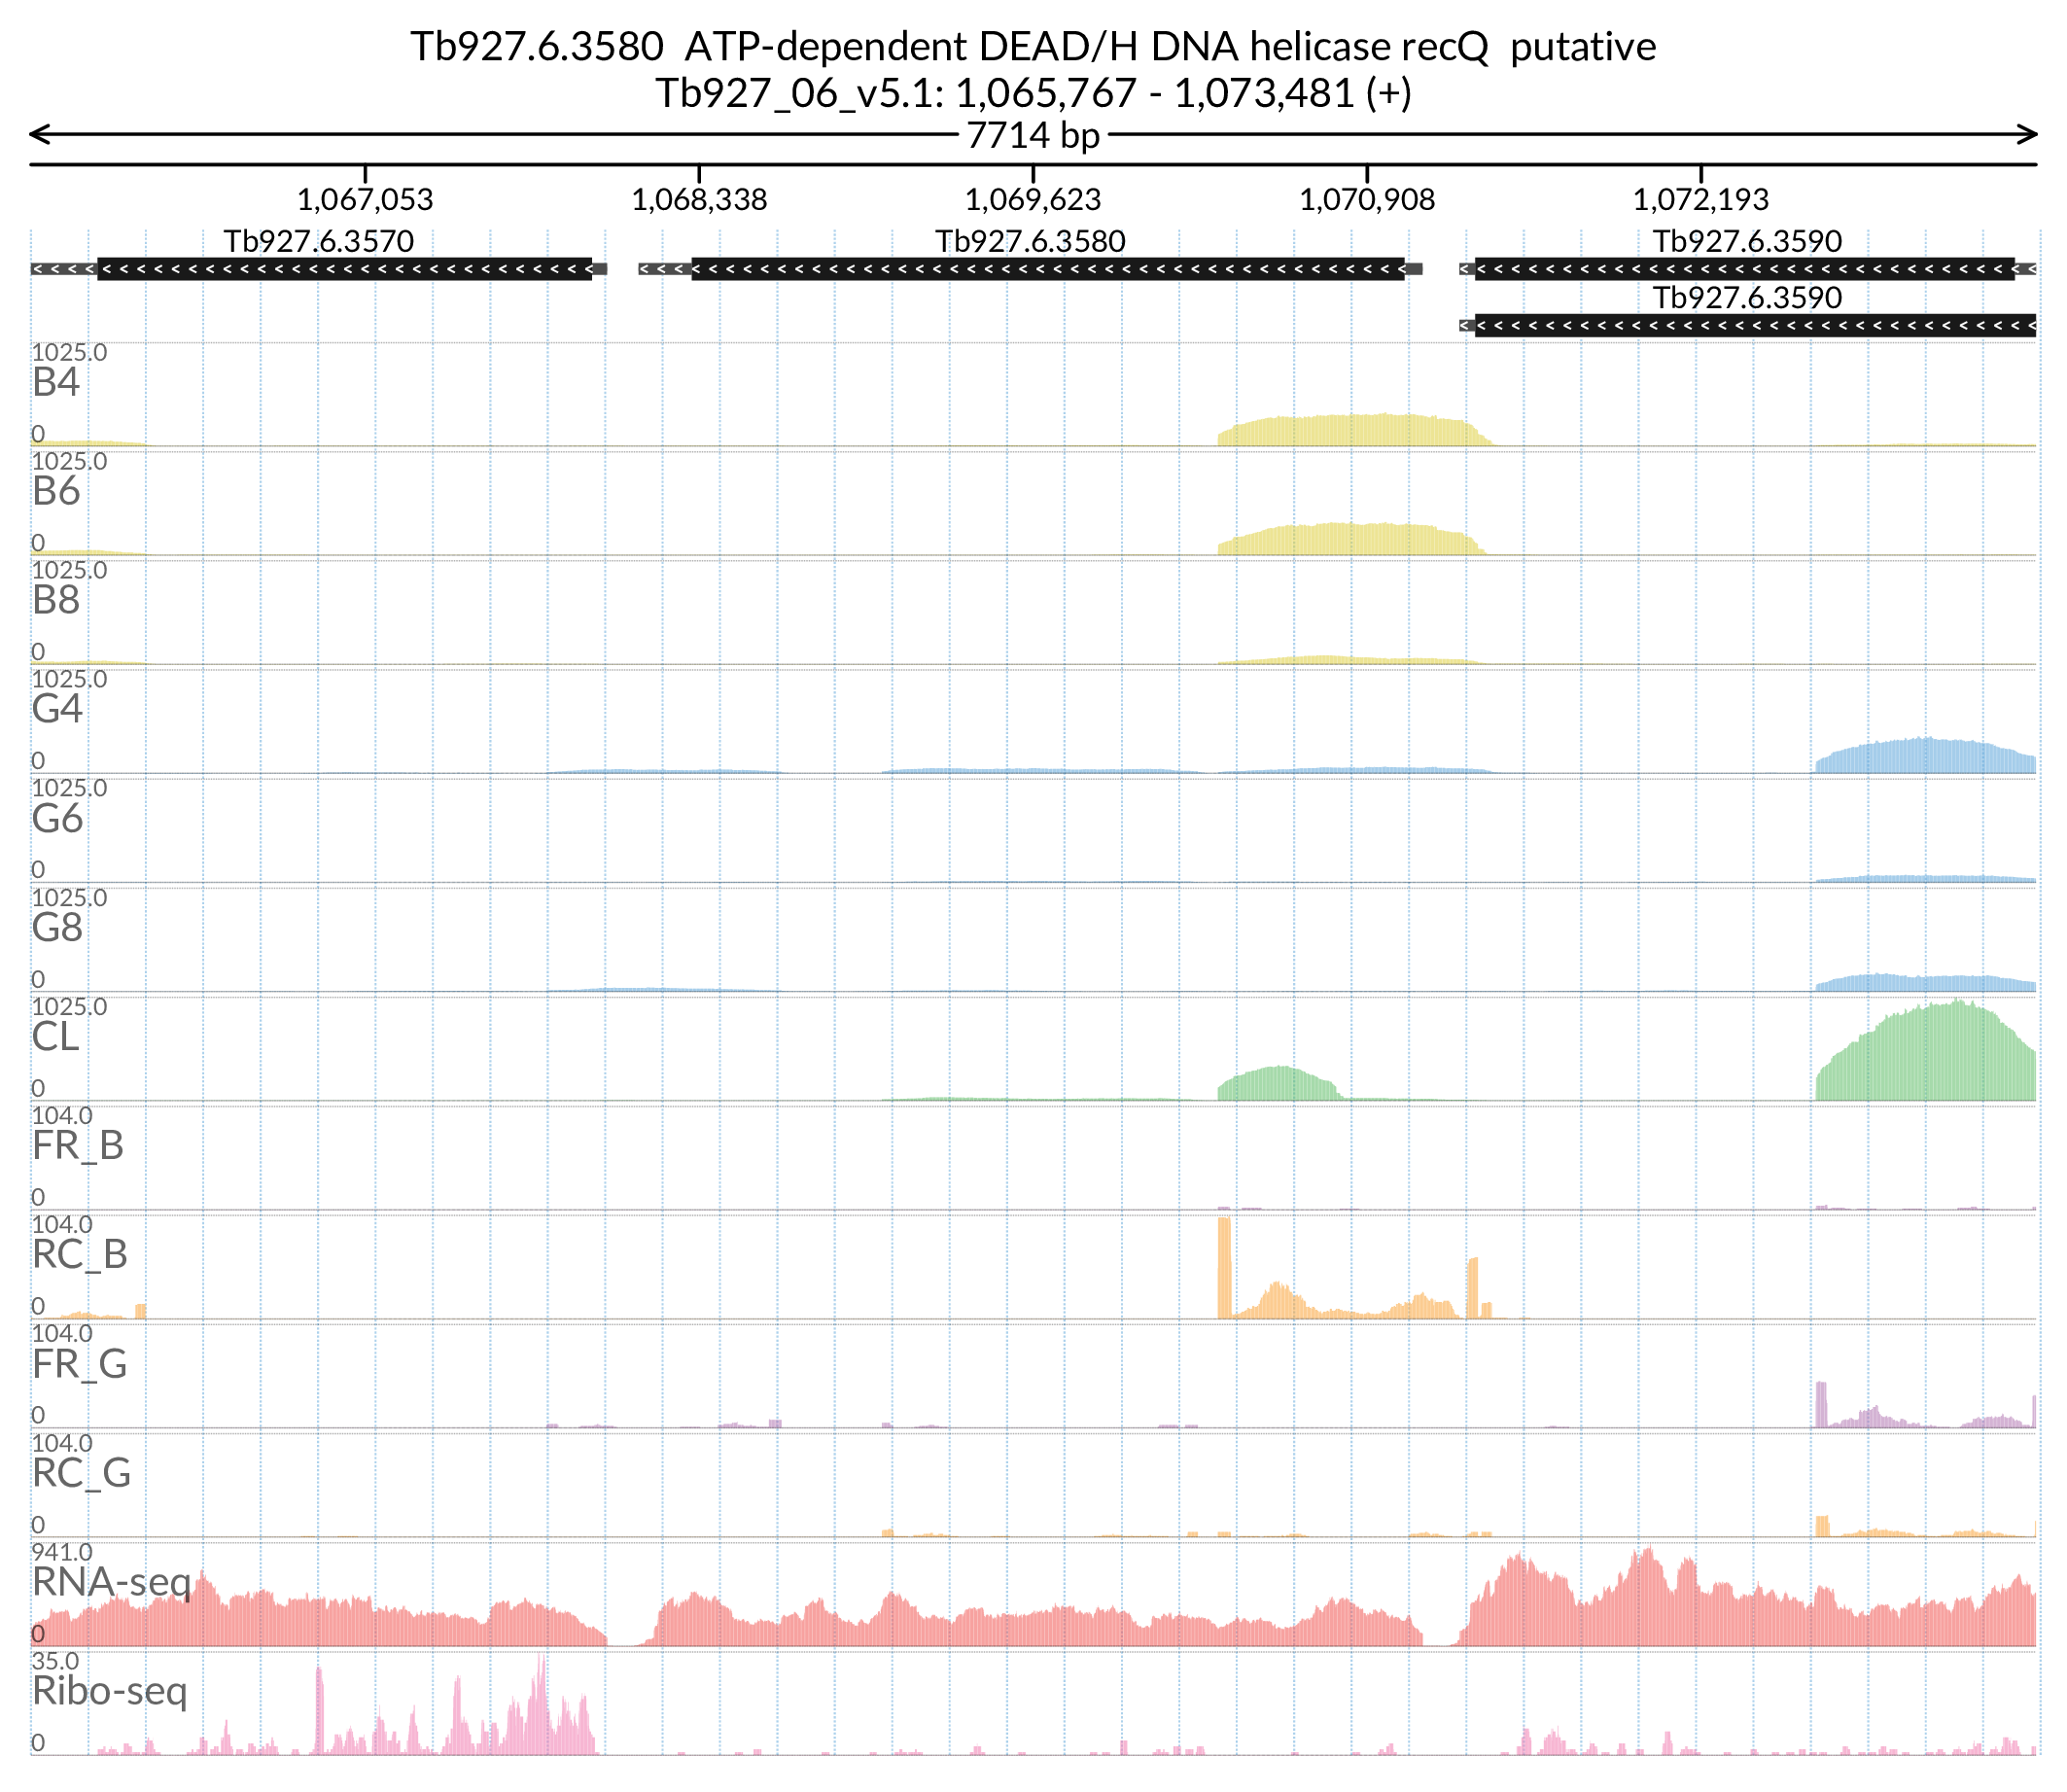 Tb927.6.3580  ATP-dependent DEAD/H DNA helicase recQ  putative
Tb927_06_v5.1: 1,065,767 - 1,073,481 (+)
7714 bp
1,067,053 1,068,338 1,069,623 1,070,908 1,072,193
Tb927.6.3570 Tb927.6.3580 Tb927.6.3590
Tb927.6.3590
1025.0
B4
0
1025.0
B6
0
1025.0
B8
0
1025.0
G4
0
1025.0
G6
0
1025.0
G8
0
1025.0
CL
0
104.0
FR_B
0
104.0
RC_B
0
104.0
FR_G
0
104.0
RC_G
0
941.0
RNA-seq
0
35.0
Ribo-seq
0